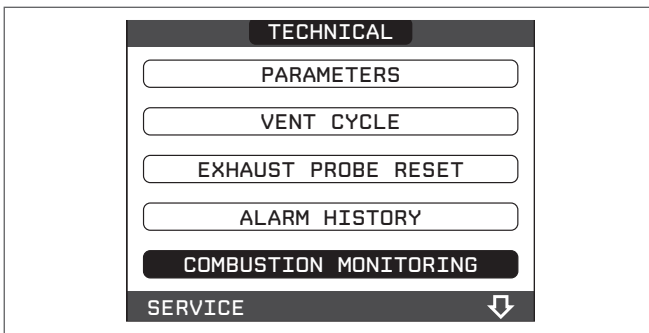 TECHNICAL
PARAMETERS
VENT CYCLE
EXHAUST PROBE RESET
ALARM HISTORY
COMBUSTION MONITORING
SERVICE